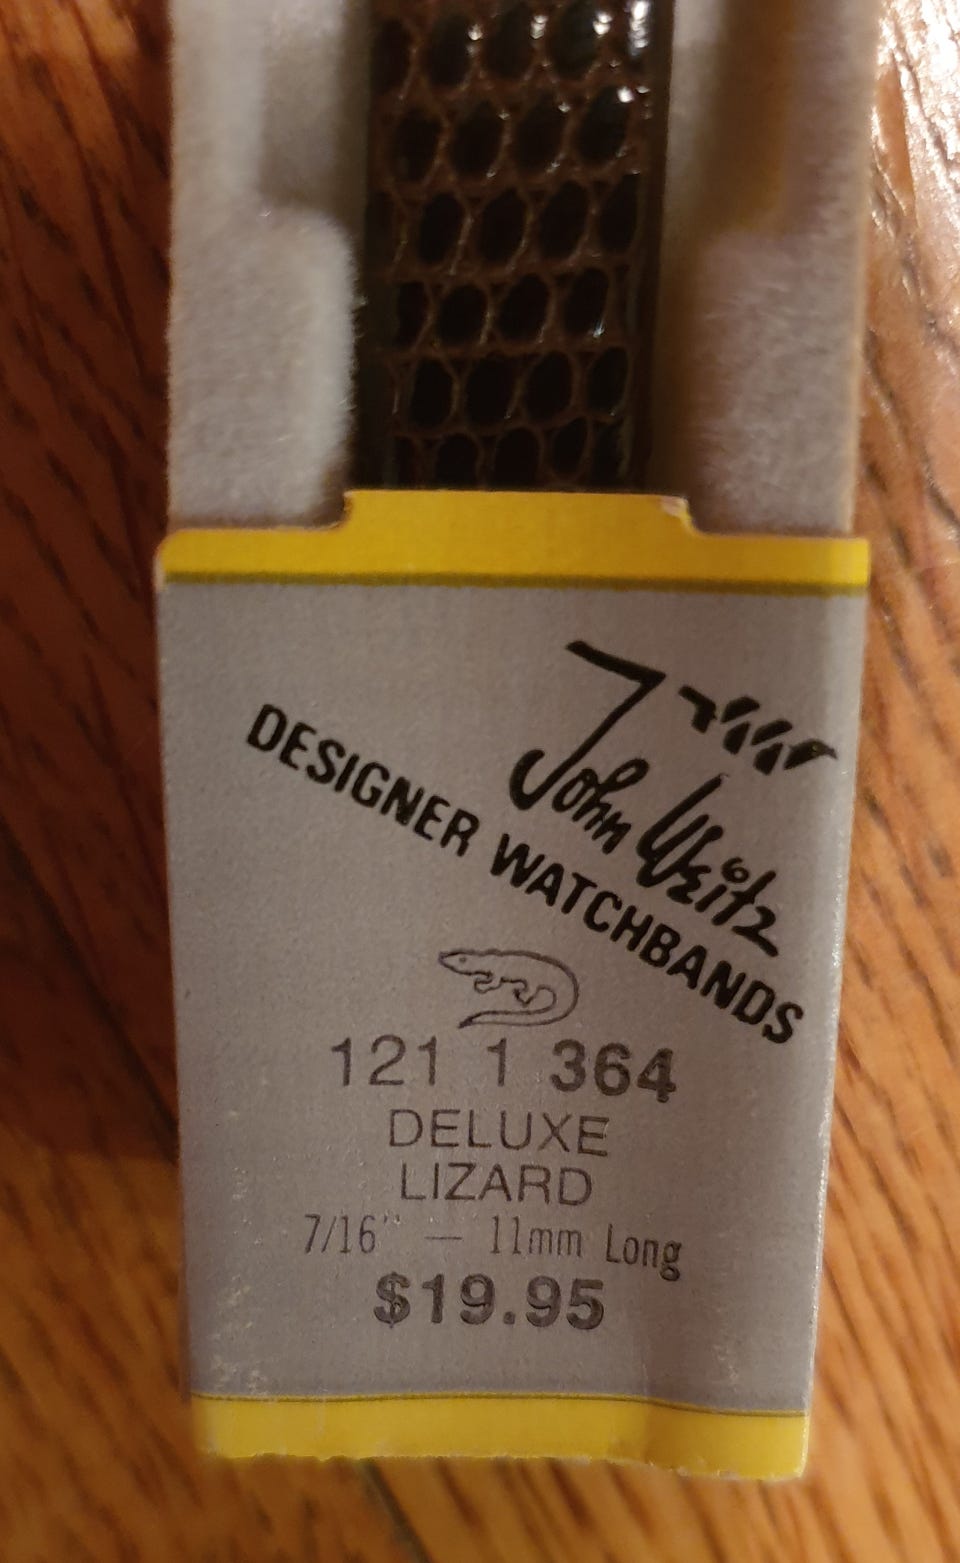 John Weitz
DESIGNER WATCHBANDS
121 1 364
DELUXE
LIZARD
7/16" — 11mm Long
$19.95